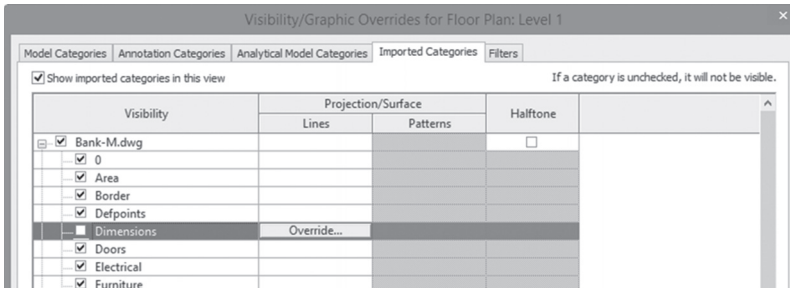 Visibility/Graphic Overrides for Floor Plan: Level 1
Model Categories Annotation Categories Analytical Model Categories Imported Categories Filters
Show imported categories in this view If a category is unchecked, it will not be visible.
Visibility Projection/Surface Halftone
Lines Patterns
Bank-M.dwg
0
Area
Border
Defpoints
Dimensions Override...
Doors
Electrical
Furniture